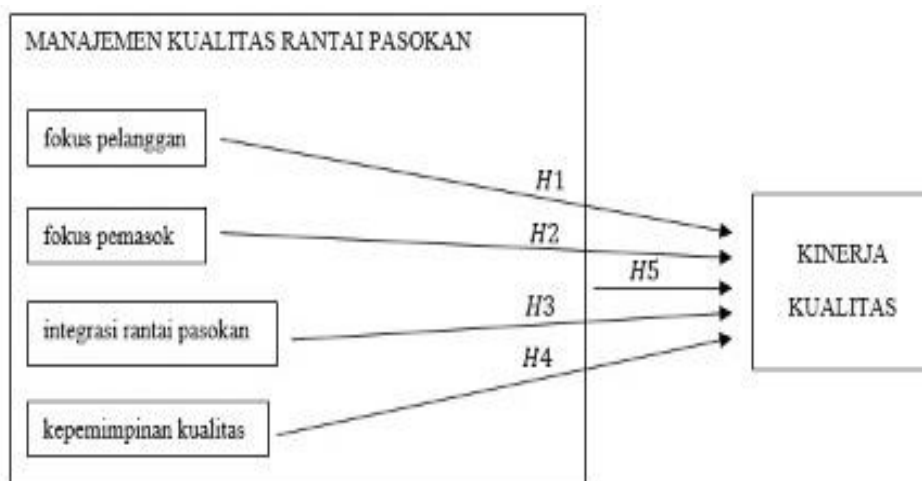 MANAJEMEN KUALITAS RANTAI PASOKAN
fokus pelanggan
H1
fokus pemasok
H2
H5
KINERJA
KUALITAS
integrasi rantai pasokan
H3
H4
kepemimpinan kualitas